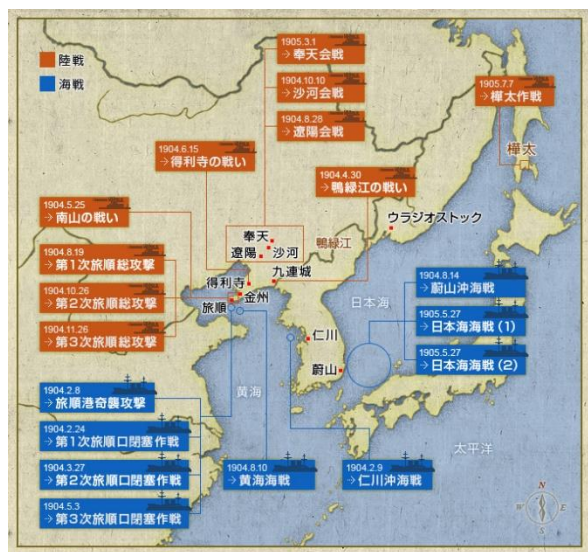 陸戦
海戦
1905.3.1
→奉天会戦
1904.10.10
→沙河会戦
1904.8.28
→遼陽会戦
1905.7.7
→樺太作戦
1904.6.15
→得利寺の戦い
1904.4.30
→鴨緑江の戦い
樺太
1904.5.25
→南山の戦い
ウラジオストック
奉天
沙河
遼陽
鴨緑江
九連城
1904.8.19
→第1次旅順総攻撃
得利寺
金州
旅順
1904.10.26
→第2次旅順総攻撃
1904.11.26
→第3次旅順総攻撃
日本海
1904.8.14
→蔚山沖海戦
1905.5.27
→日本海海戦(1)
1905.5.27
→日本海海戦(2)
仁川
蔚山
黄海
太平洋
1904.2.8
→旅順港奇襲攻撃
1904.2.24
→第1次旅順口閉塞作戦
1904.3.27
→第2次旅順口閉塞作戦
1904.5.3
→第3次旅順口閉塞作戦
1904.8.10
→黄海海戦
1904.2.9
→仁川沖海戦
N
W
E
S